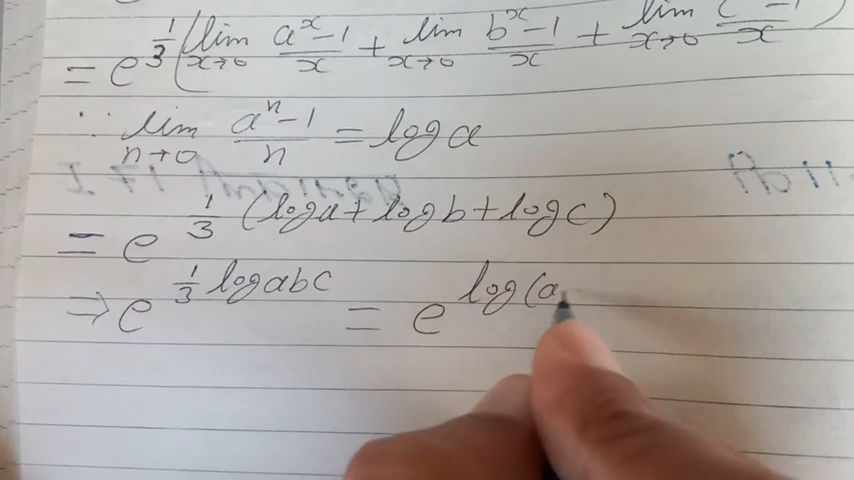 = e^{1/3 (lim_{x→0} (a^x-1)/x + lim_{x→0} (b^x-1)/x + lim_{x→0}
∵ lim_{n→0} (a^n-1)/n = log a
= e^{1/3 (log a + log b + log c)}
⇒ e^{1/3 log abc} = e^{log (a